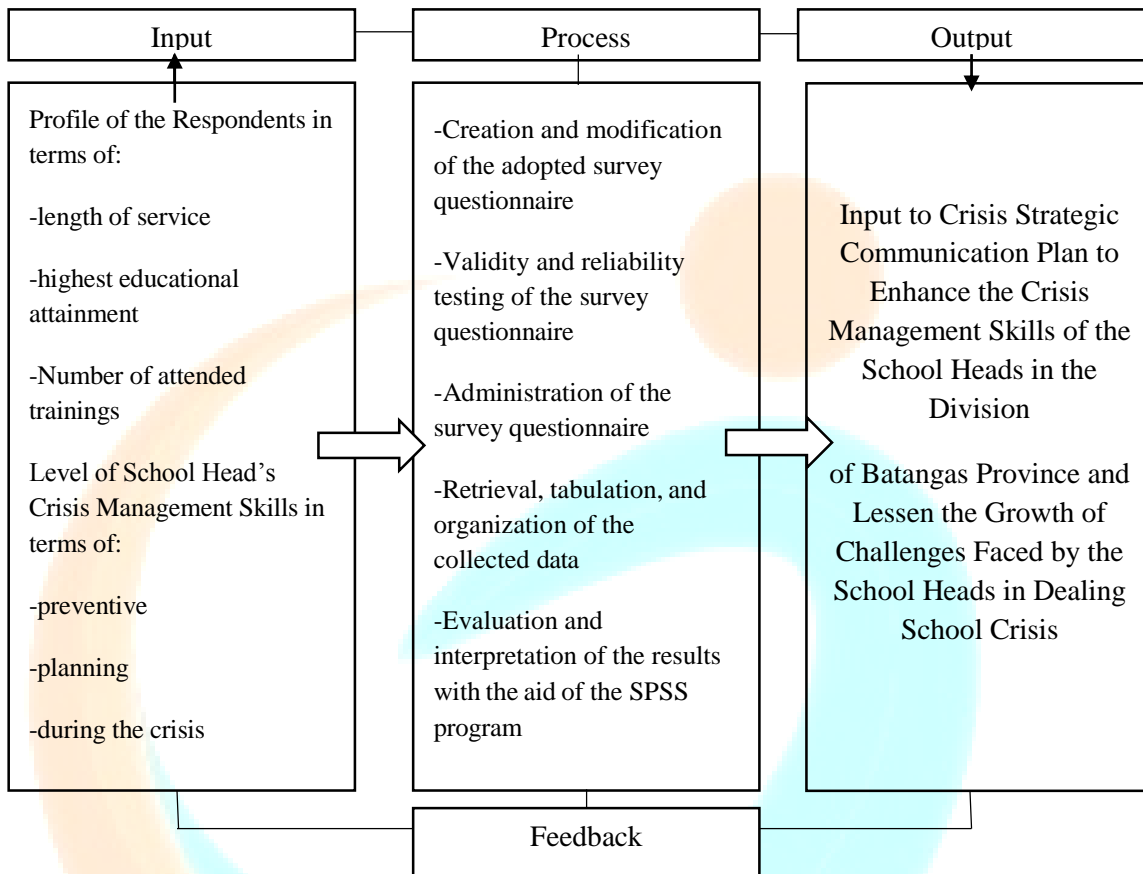 Input
Process
Output
Profile of the Respondents in
terms of:
-length of service
-highest educational
attainment
-Number of attended
trainings
Level of School Head's
Crisis Management Skills in
terms of:
-preventive
-planning
-during the crisis
-Creation and modification
of the adopted survey
questionnaire
-Validity and reliability
testing of the survey
questionnaire
-Administration of the
survey questionnaire
-Retrieval, tabulation, and
organization of the
collected data
-Evaluation and
interpretation of the results
with the aid of the SPSS
program
Input to Crisis Strategic
Communication Plan to
Enhance the Crisis
Management Skills of the
School Heads in the
Division
of Batangas Province and
Lessen the Growth of
Challenges Faced by the
School Heads in Dealing
School Crisis
Feedback